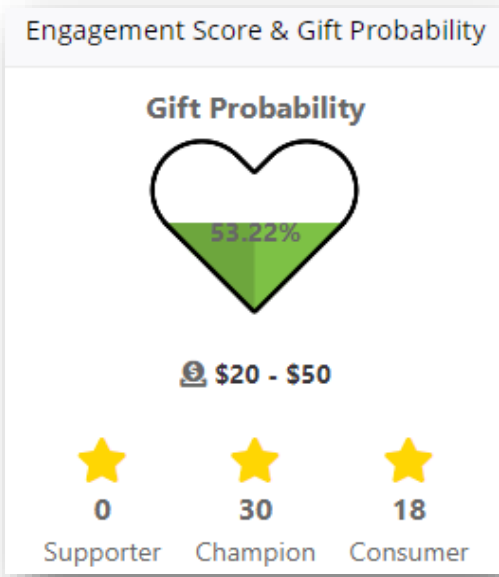 Engagement Score & Gift Probability
Gift Probability
53.22%
$20 - $50
0 30 18
Supporter Champion Consumer